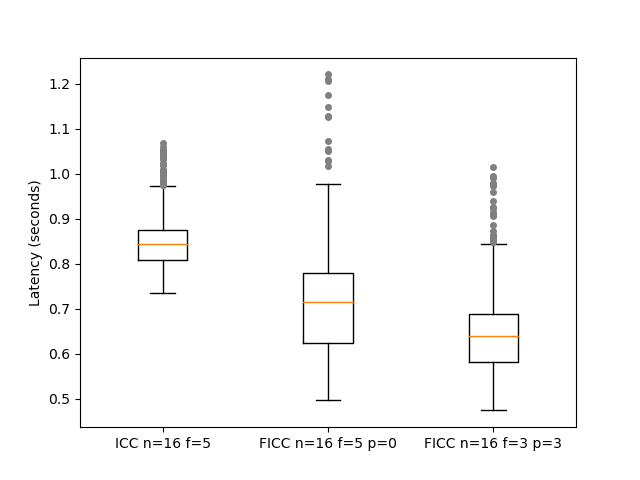 1.2
1.1
1.0
0.9
0.8
0.7
0.6
0.5
Latency (seconds)
ICC n=16 f=5
FICC n=16 f=5 p=0
FICC n=16 f=3 p=3